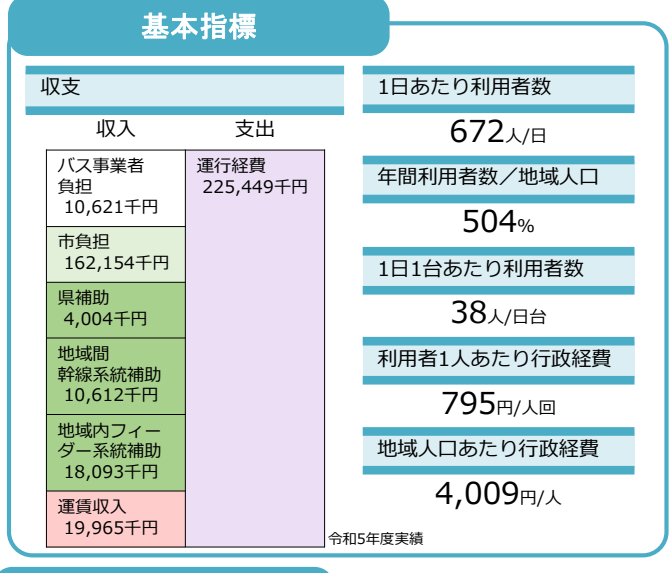 基本指標
収支
収入
支出
バス事業者
負担
10,621千円
市負担
162,154千円
県補助
4,004千円
地域間
幹線系統補助
10,612千円
地域内フィー
ダー系統補助
18,093千円
運賃収入
19,965千円
運行経費
225,449千円
1日あたり利用者数
672人/日
年間利用者数／地域人口
504%
1日1台あたり利用者数
38人/日台
利用者1人あたり行政経費
795円/人回
地域人口あたり行政経費
4,009円/人
令和5年度実績